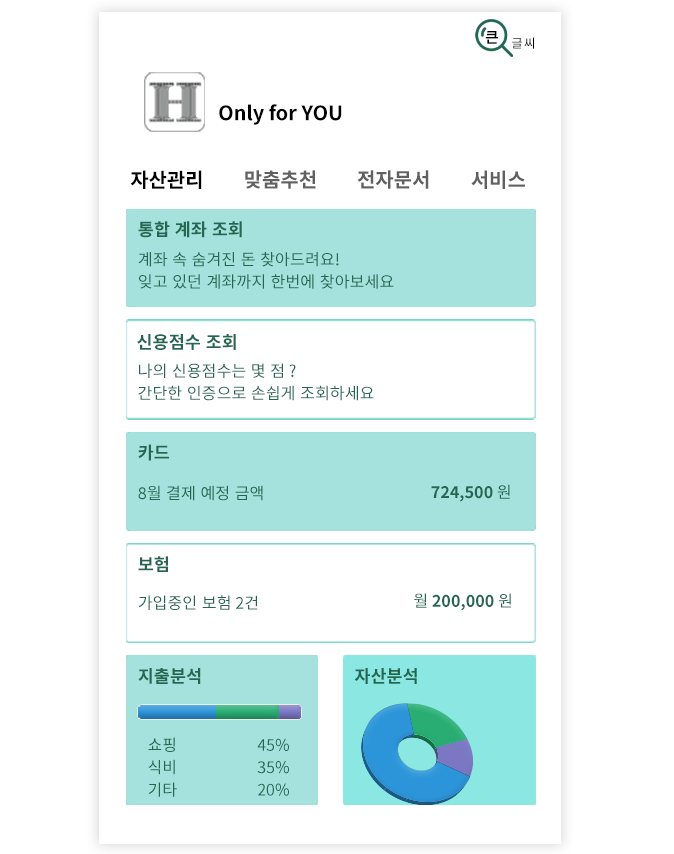 큰 글씨
H
Only for YOU
자산관리 맞춤추천 전자문서 서비스
통합 계좌 조회
계좌 속 숨겨진 돈 찾아드려요!
잊고 있던 계좌까지 한번에 찾아보세요
신용점수 조회
나의 신용점수는 몇 점 ?
간단한 인증으로 손쉽게 조회하세요
카드
8월 결제 예정 금액 724,500 원
보험
가입중인 보험 2건 월 200,000 원
지출분석
쇼핑 45%
식비 35%
기타 20%
자산분석